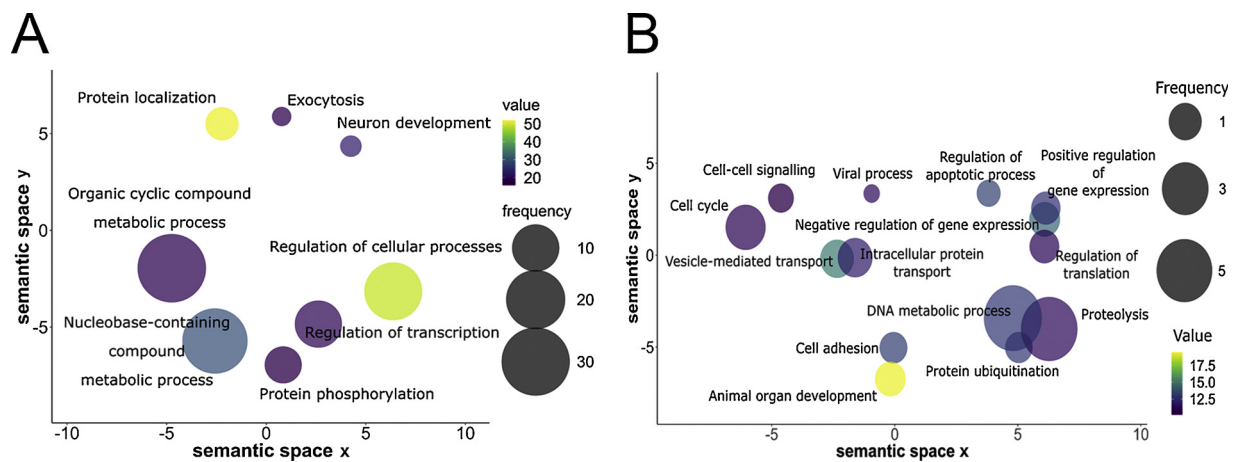 A
Protein localization
Exocytosis
Neuron development
Organic cyclic compound
metabolic process
Regulation of cellular processes
Nucleobase-containing
compound
metabolic process
Regulation of transcription
Protein phosphorylation
semantic space y
5
0
-5
-10
-5
0
5
10
semantic space x
value
50
40
30
20
frequency
10
20
30
B
Cell-cell signalling
Viral process
Regulation of
apoptotic process
Positive regulation
of
gene expression
Cell cycle
Negative regulation of gene expression
Vesicle-mediated transport
Intracellular protein
transport
Regulation of
translation
DNA metabolic process
Proteolysis
Cell adhesion
Protein ubiquitination
Animal organ development
semantic space y
5
0
-5
-5
0
5
10
semantic space x
Frequency
1
3
5
Value
17.5
15.0
12.5